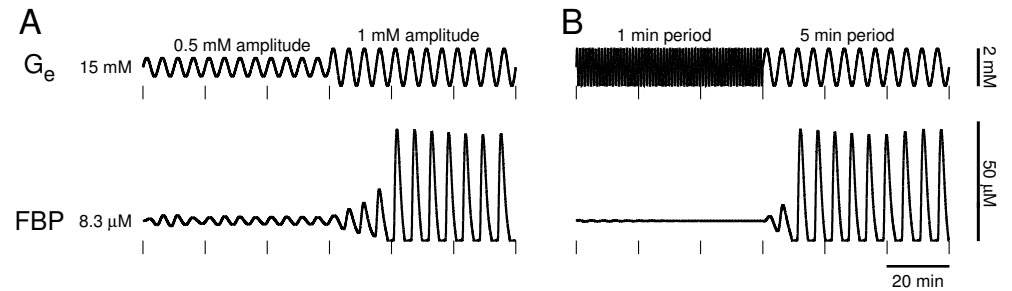 A
B
0.5 mM amplitude
1 mM amplitude
1 min period
5 min period
Ge
15 mM
2 mM
FBP
8.3 μM
50 μM
20 min